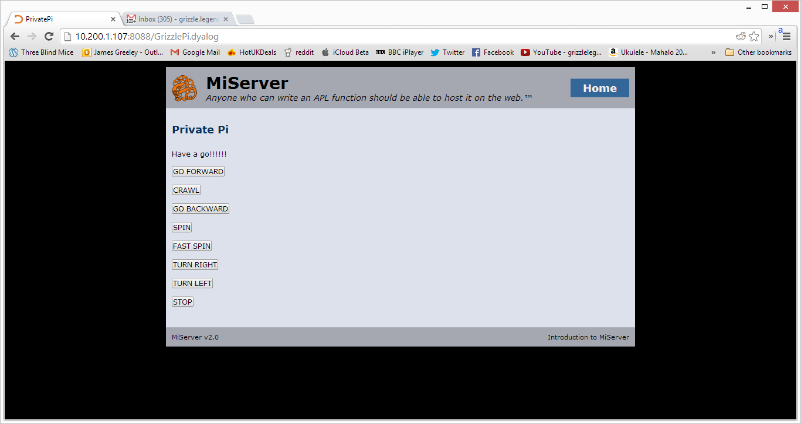 PrivatePi
Inbox (305) - grizzle.legen
10.200.1.107:8088/GrizzlePi.dyalog
Three Blind Mice James Greeley - Outl... Google Mail HotUKDeals reddit iCloud Beta BBC iPlayer Twitter Facebook YouTube - grizzleleg... Ukulele - Mahalo 20... » Other bookmarks
MiServer
Anyone who can write an APL function should be able to host it on the web.™
Home
Private Pi
Have a go!!!!!!
GO FORWARD
CRAWL
GO BACKWARD
SPIN
FAST SPIN
TURN RIGHT
TURN LEFT
STOP
MiServer v2.0 Introduction to MiServer